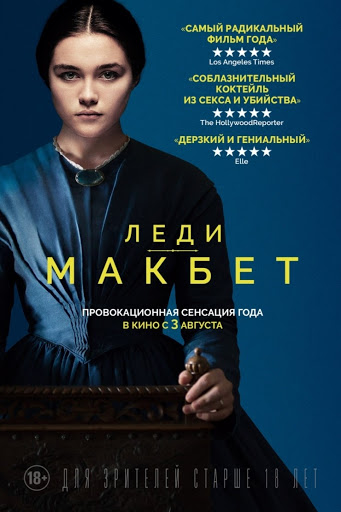 «САМЫЙ РАДИКАЛЬНЫЙ
ФИЛЬМ ГОДА»
★★★★★
Los Angeles Times
«СОБЛАЗНИТЕЛЬНЫЙ
КОКТЕЙЛЬ
ИЗ СЕКСА И УБИЙСТВА»
★★★★★
The HollywoodReporter
«ДЕРЗКИЙ И ГЕНИАЛЬНЫЙ»
★★★★★
Elle
ЛЕДИ
МАКБЕТ
ПРОВОКАЦИОННАЯ СЕНСАЦИЯ ГОДА
В КИНО С 3 АВГУСТА
18+ ДЛЯ ЗРИТЕЛЕЙ СТАРШЕ 18 ЛЕТ